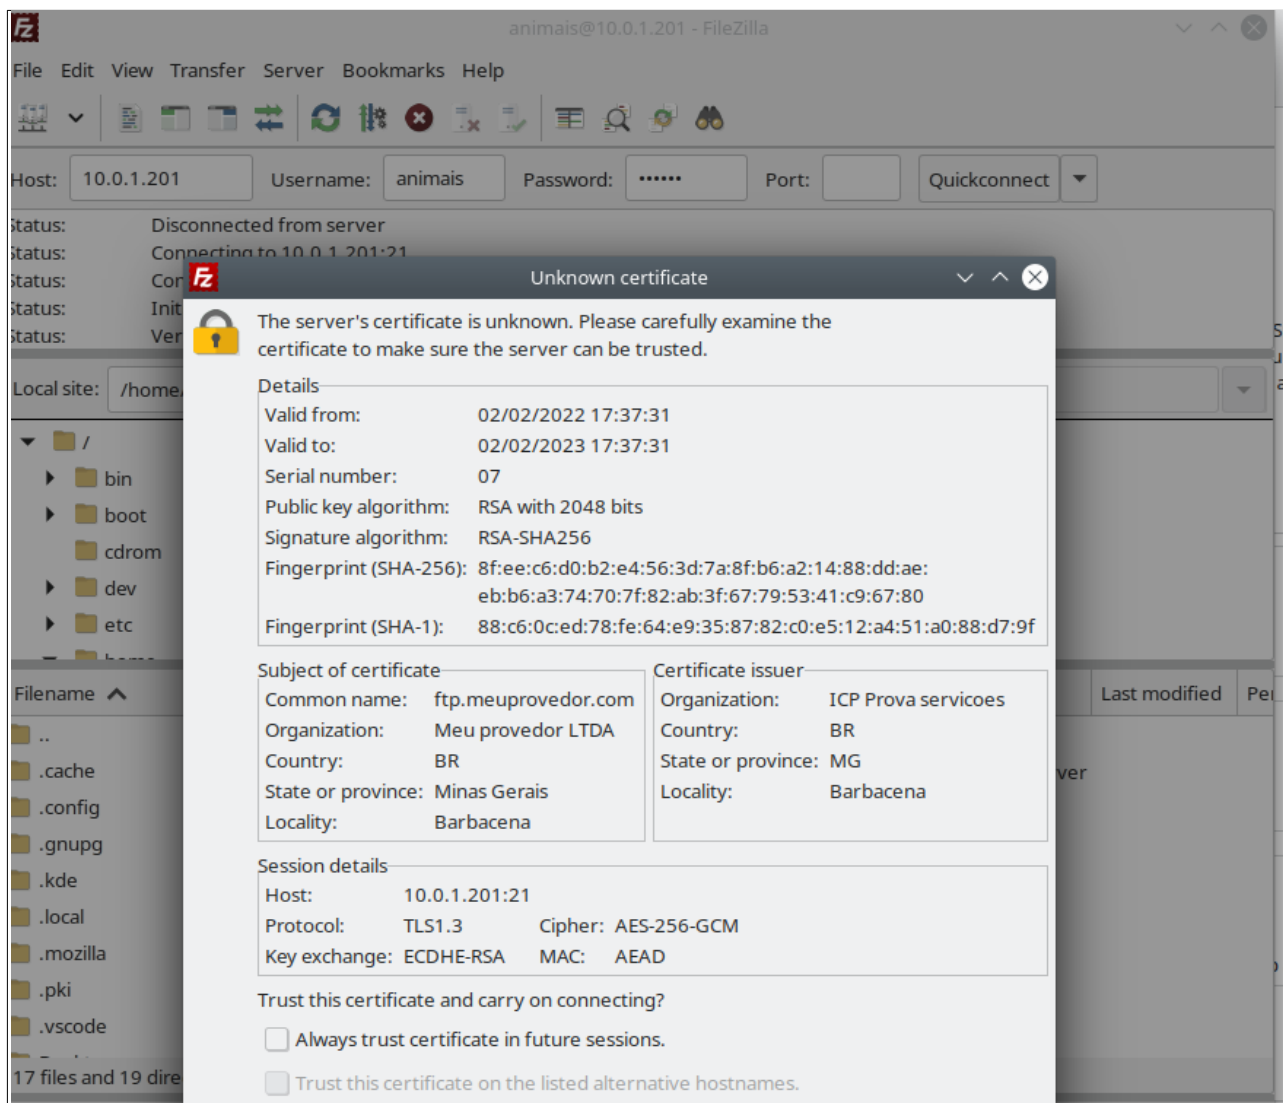 animais@10.0.1.201 - FileZilla
File Edit View Transfer Server Bookmarks Help
Host: 10.0.1.201 Username: animais Password: •••••• Port: Quickconnect
Status: Disconnected from server
Status: Connecting to 10.0.1.201:21
Status: Con
Status: Init
Status: Ver
Unknown certificate
The server's certificate is unknown. Please carefully examine the
certificate to make sure the server can be trusted.
Details
Valid from: 02/02/2022 17:37:31
Valid to: 02/02/2023 17:37:31
Serial number: 07
Public key algorithm: RSA with 2048 bits
Signature algorithm: RSA-SHA256
Fingerprint (SHA-256): 8f:ee:c6:d0:b2:e4:56:3d:7a:8f:b6:a2:14:88:dd:ae:
eb:b6:a3:74:70:7f:82:ab:3f:67:79:53:41:c9:67:80
Fingerprint (SHA-1): 88:c6:0c:ed:78:fe:64:e9:35:87:82:c0:e5:12:a4:51:a0:88:d7:9f
Subject of certificate
Common name: ftp.meuprovedor.com
Organization: Meu provedor LTDA
Country: BR
State or province: Minas Gerais
Locality: Barbacena
Certificate issuer
Organization: ICP Prova servicoes
Country: BR
State or province: MG
Locality: Barbacena
Session details
Host: 10.0.1.201:21
Protocol: TLS1.3 Cipher: AES-256-GCM
Key exchange: ECDHE-RSA MAC: AEAD
Trust this certificate and carry on connecting?
Always trust certificate in future sessions.
Trust this certificate on the listed alternative hostnames.
Local site: /home/
/
bin
boot
cdrom
dev
etc
home
Filename
Last modified Per
..
.cache
ver
.config
.gnupg
.kde
.local
.mozilla
.pki
.vscode
17 files and 19 dire